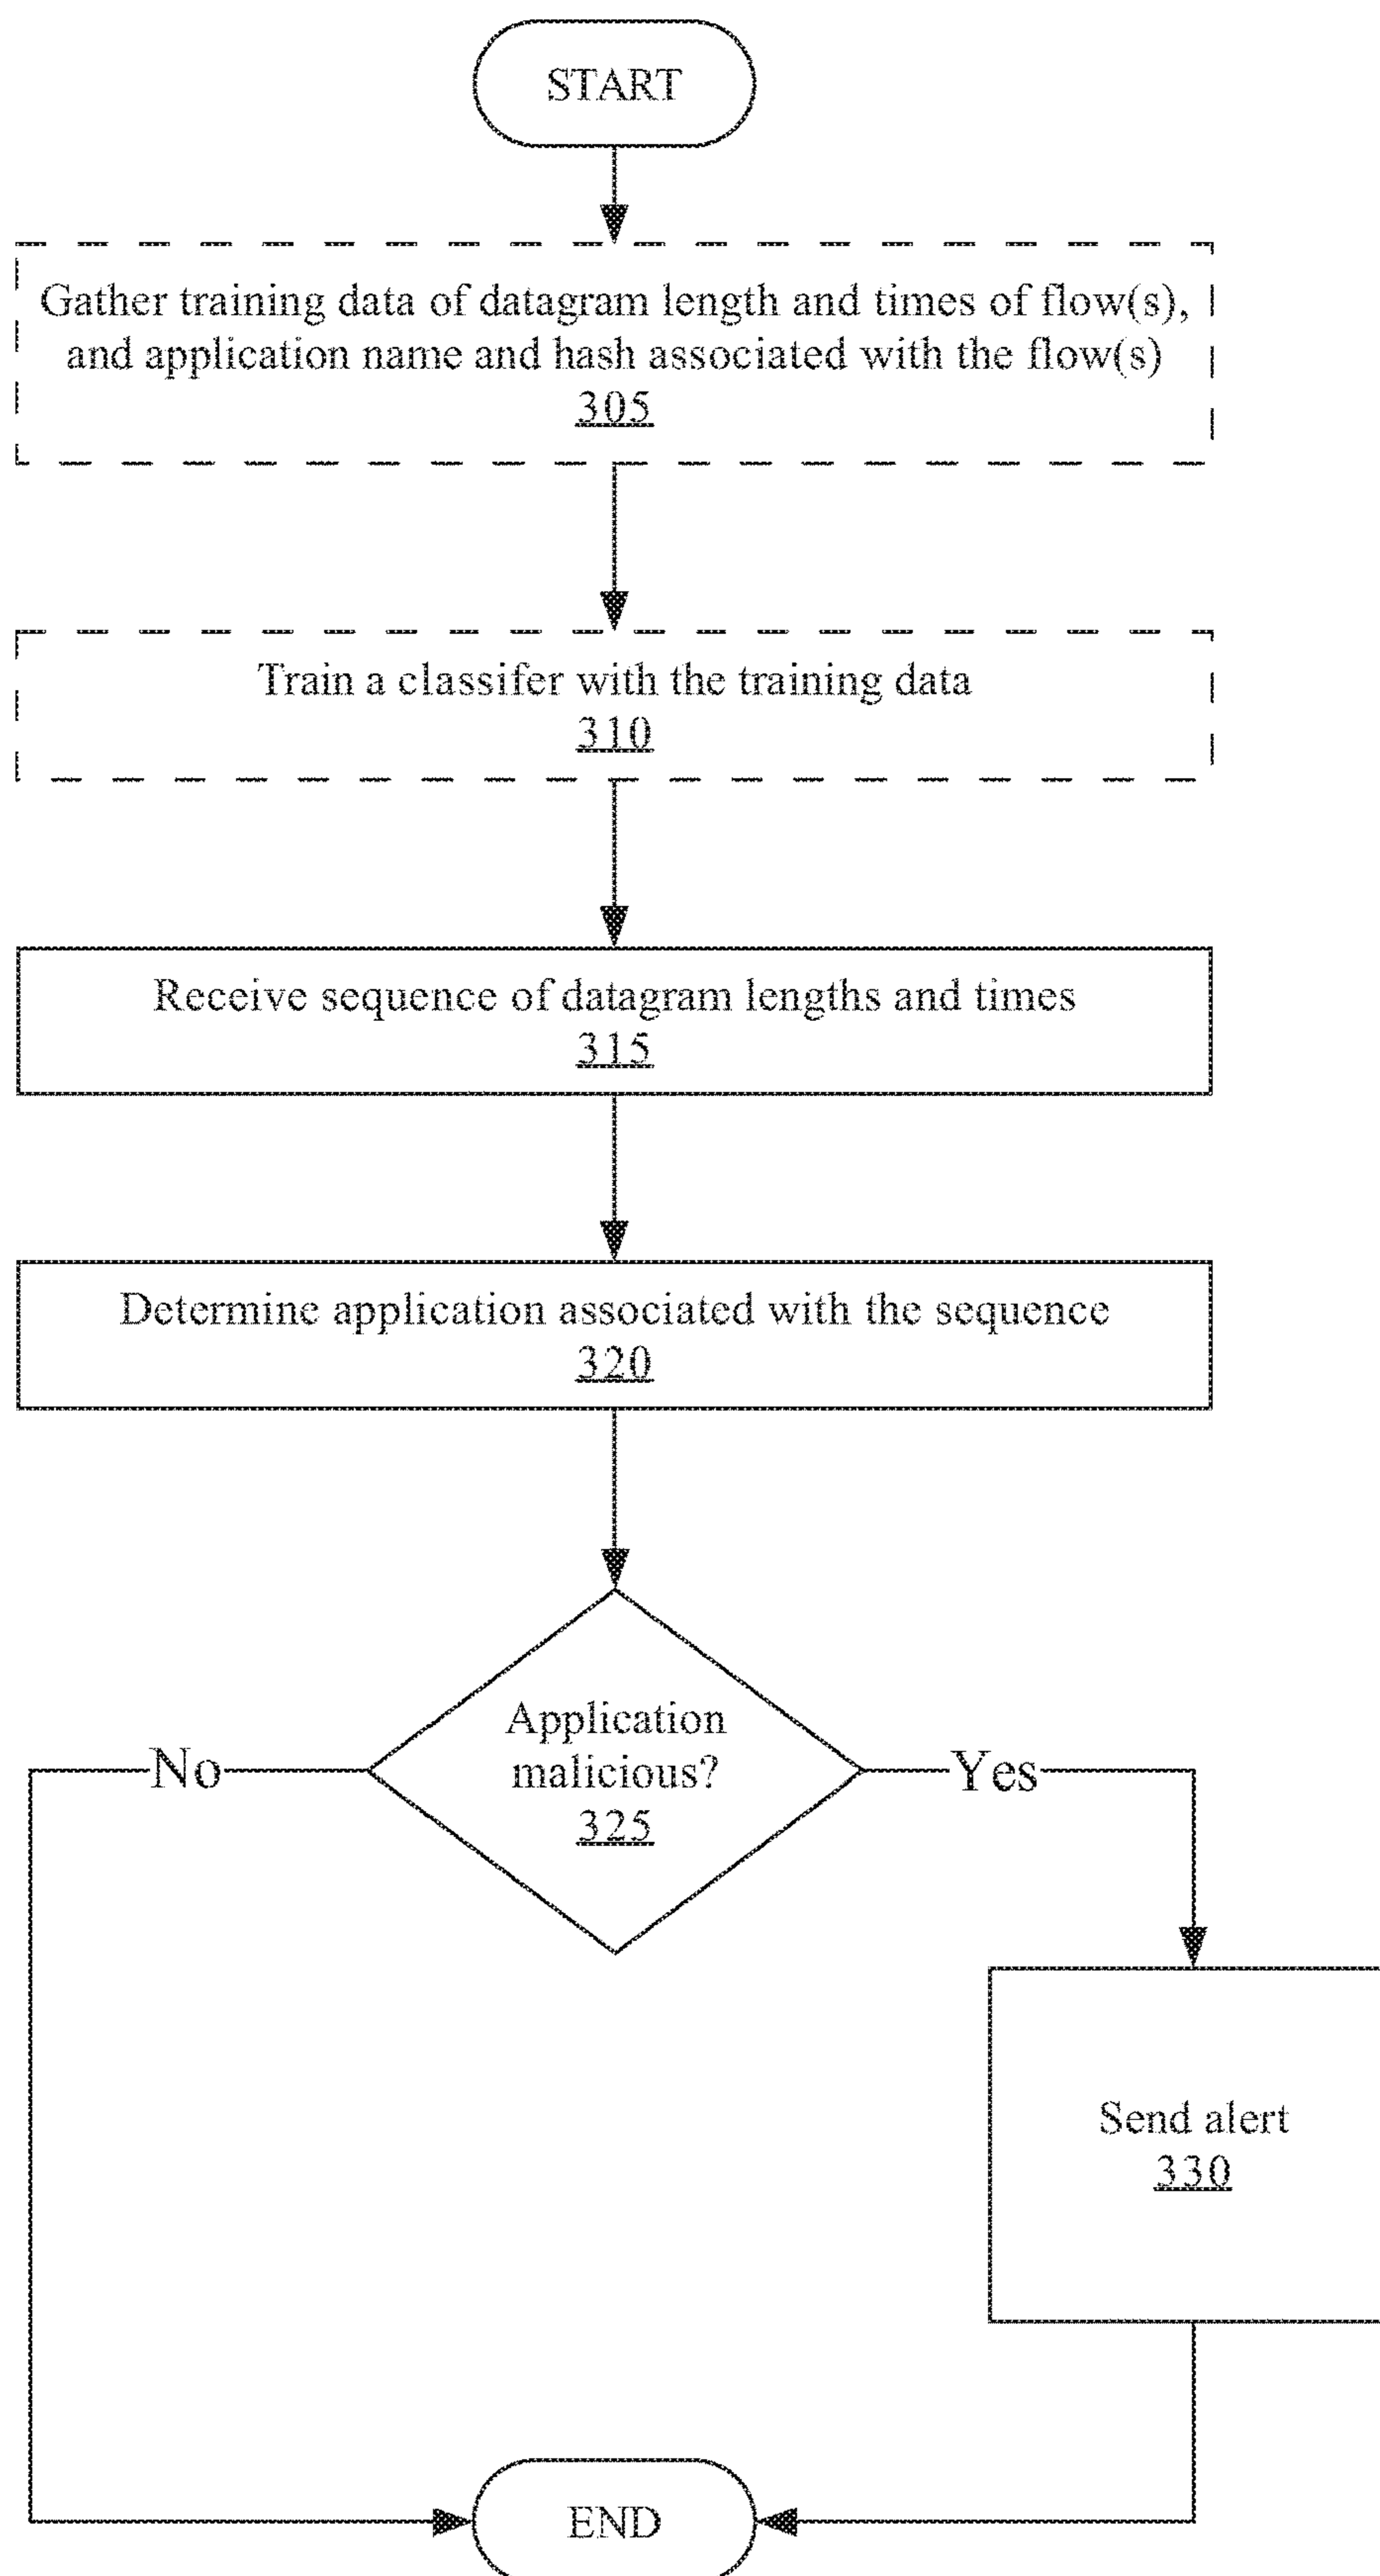 START
Gather training data of datagram length and times of flow(s),
and application name and hash associated with the flow(s)
305
Train a classifer with the training data
310
Receive sequence of datagram lengths and times
315
Determine application associated with the sequence
320
Application
malicious?
325
No
Yes
Send alert
330
END